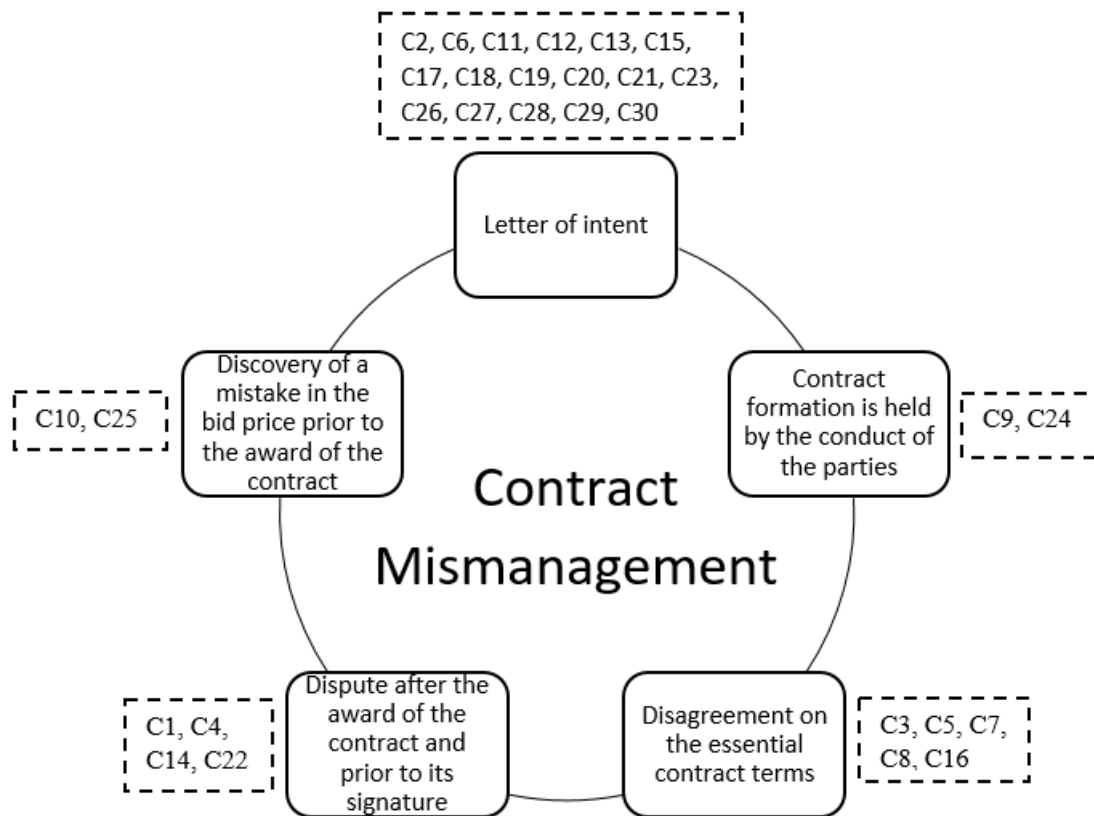 C2, C6, C11, C12, C13, C15,
C17, C18, C19, C20, C21, C23,
C26, C27, C28, C29, C30
Letter of intent
Discovery of a
mistake in the
bid price prior to
the award of the
contract
C10, C25
Contract
formation is held
by the conduct of
the parties
C9, C24
Contract
Mismanagement
Dispute after the
award of the
contract and
prior to its
signature
C1, C4,
C14, C22
Disagreement on
the essential
contract terms
C3, C5, C7,
C8, C16